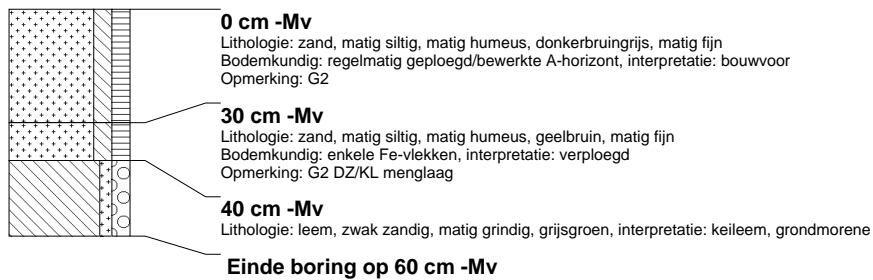 0 cm -Mv
Lithologie: zand, matig siltig, matig humeus, donkerbruingrijs, matig fijn
Bodemkundig: regelmatig geploegd/bewerkte A-horizont, interpretatie: bouwvoor
Opmerking: G2
30 cm -Mv
Lithologie: zand, matig siltig, matig humeus, geelbruin, matig fijn
Bodemkundig: enkele Fe-vlekken, interpretatie: verploegd
Opmerking: G2 DZ/KL menglaag
40 cm -Mv
Lithologie: leem, zwak zandig, matig grindig, grijsgroen, interpretatie: keileem, grondmorene
Einde boring op 60 cm -Mv